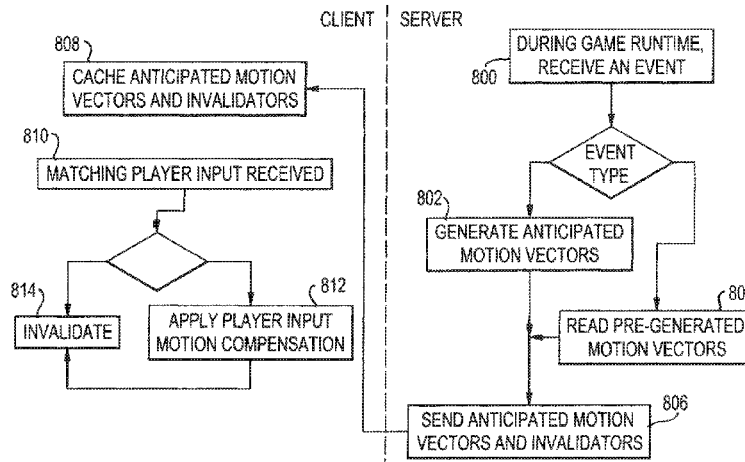 CLIENT
SERVER
808
CACHE ANTICIPATED MOTION
VECTORS AND INVALIDATORS
810
MATCHING PLAYER INPUT RECEIVED
814
INVALIDATE
812
APPLY PLAYER INPUT
MOTION COMPENSATION
DURING GAME RUNTIME,
RECEIVE AN EVENT
800
EVENT
TYPE
802
GENERATE ANTICIPATED
MOTION VECTORS
READ PRE-GENERATED
MOTION VECTORS
SEND ANTICIPATED MOTION
VECTORS AND INVALIDATORS
806